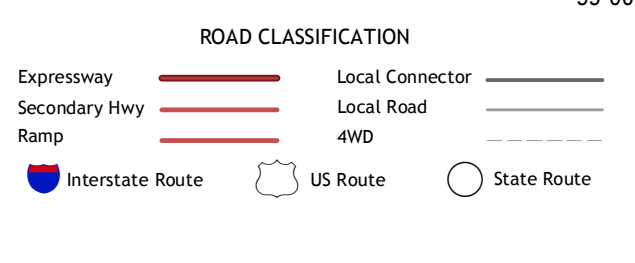 ROAD CLASSIFICATION
Expressway
Local Connector
Secondary Hwy
Local Road
Ramp
4WD
Interstate Route
US Route
State Route